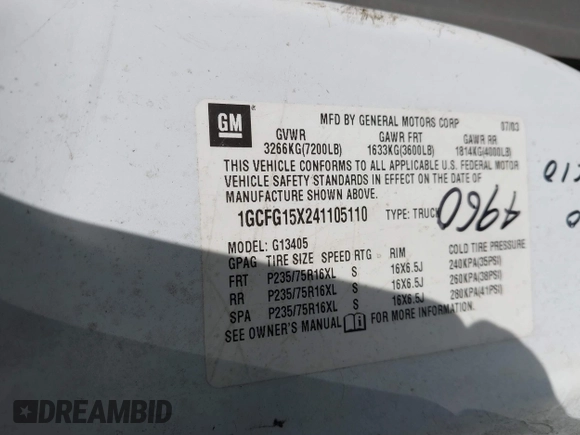 GM
MFD BY GENERAL MOTORS CORP 07/03
GVWR GAWR FRT GAWR RR
3266KG(7200LB) 1633KG(3600LB) 1814KG(4000LB)
THIS VEHICLE CONFORMS TO ALL APPLICABLE U.S. FEDERAL MOTOR
VEHICLE SAFETY STANDARDS IN EFFECT ON THE DATE OF
MANUFACTURE SHOWN ABOVE.
1GCFG15X241105110 TYPE: TRUCK
4960
MODEL: G13405
GPAG TIRE SIZE SPEED RTG RIM COLD TIRE PRESSURE
FRT P235/75R16XL S 16X6.5J 240KPA(35PSI)
RR P235/75R16XL S 16X6.5J 260KPA(38PSI)
SPA P235/75R16XL S 16X6.5J 280KPA(41PSI)
SEE OWNER'S MANUAL FOR MORE INFORMATION.
DREAMBID